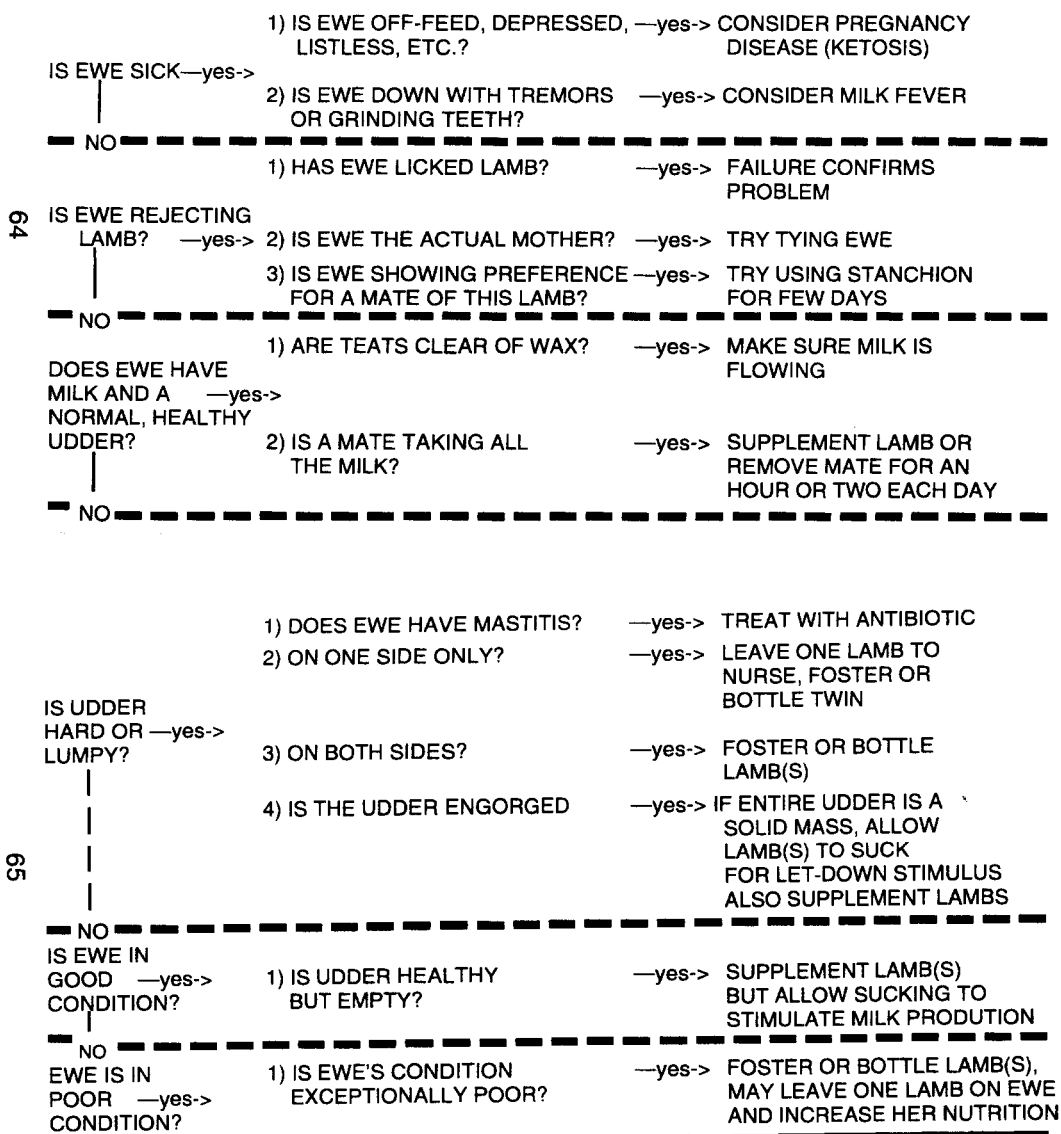 1) IS EWE OFF-FEED, DEPRESSED, —yes-> CONSIDER PREGNANCY
LISTLESS, ETC.? DISEASE (KETOSIS)
IS EWE SICK—yes->
2) IS EWE DOWN WITH TREMORS —yes-> CONSIDER MILK FEVER
OR GRINDING TEETH?
NO
1) HAS EWE LICKED LAMB? —yes-> FAILURE CONFIRMS
PROBLEM
64
IS EWE REJECTING
LAMB? —yes-> 2) IS EWE THE ACTUAL MOTHER? —yes-> TRY TYING EWE
3) IS EWE SHOWING PREFERENCE —yes-> TRY USING STANCHION
FOR A MATE OF THIS LAMB? FOR FEW DAYS
NO
1) ARE TEATS CLEAR OF WAX? —yes-> MAKE SURE MILK IS
FLOWING
DOES EWE HAVE
MILK AND A —yes->
NORMAL, HEALTHY
UDDER? 2) IS A MATE TAKING ALL —yes-> SUPPLEMENT LAMB OR
THE MILK? REMOVE MATE FOR AN
HOUR OR TWO EACH DAY
NO
1) DOES EWE HAVE MASTITIS? —yes-> TREAT WITH ANTIBIOTIC
2) ON ONE SIDE ONLY? —yes-> LEAVE ONE LAMB TO
NURSE, FOSTER OR
BOTTLE TWIN
IS UDDER
HARD OR —yes->
LUMPY? 3) ON BOTH SIDES? —yes-> FOSTER OR BOTTLE
LAMB(S)
4) IS THE UDDER ENGORGED —yes-> IF ENTIRE UDDER IS A
SOLID MASS, ALLOW
LAMB(S) TO SUCK
FOR LET-DOWN STIMULUS
ALSO SUPPLEMENT LAMBS
65
NO
IS EWE IN
GOOD —yes-> 1) IS UDDER HEALTHY —yes-> SUPPLEMENT LAMB(S)
CONDITION? BUT EMPTY? BUT ALLOW SUCKING TO
STIMULATE MILK PRODUTION
NO
EWE IS IN 1) IS EWE'S CONDITION —yes-> FOSTER OR BOTTLE LAMB(S),
POOR —yes-> EXCEPTIONALLY POOR? MAY LEAVE ONE LAMB ON EWE
CONDITION? AND INCREASE HER NUTRITION